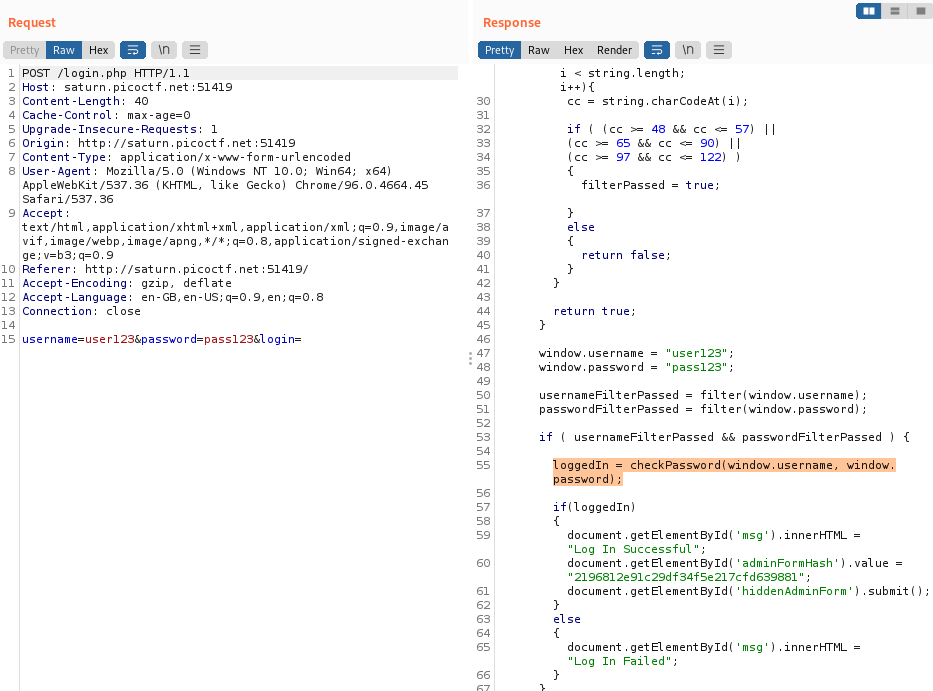 Request
Pretty Raw Hex \n
1 POST /login.php HTTP/1.1
2 Host: saturn.picoctf.net:51419
3 Content-Length: 40
4 Cache-Control: max-age=0
5 Upgrade-Insecure-Requests: 1
6 Origin: http://saturn.picoctf.net:51419
7 Content-Type: application/x-www-form-urlencoded
8 User-Agent: Mozilla/5.0 (Windows NT 10.0; Win64; x64)
AppleWebKit/537.36 (KHTML, like Gecko) Chrome/96.0.4664.45
Safari/537.36
9 Accept:
text/html,application/xhtml+xml,application/xml;q=0.9,image/a
vif,image/webp,image/apng,*/*;q=0.8,application/signed-exchan
ge;v=b3;q=0.9
10 Referer: http://saturn.picoctf.net:51419/
11 Accept-Encoding: gzip, deflate
12 Accept-Language: en-GB,en-US;q=0.9,en;q=0.8
13 Connection: close
14
15 username=user123&password=pass123&login=
Response
Pretty Raw Hex Render \n
i < string.length;
i++){
30 cc = string.charCodeAt(i);
31
32 if ( (cc >= 48 && cc <= 57) ||
33 (cc >= 65 && cc <= 90) ||
34 (cc >= 97 && cc <= 122) )
35 {
36 filterPassed = true;
37 }
38 else
39 {
40 return false;
41 }
42 }
43
44 return true;
45 }
46
47 window.username = "user123";
48 window.password = "pass123";
49
50 usernameFilterPassed = filter(window.username);
51 passwordFilterPassed = filter(window.password);
52
53 if ( usernameFilterPassed && passwordFilterPassed ) {
54
55 loggedIn = checkPassword(window.username, window.
password);
56
57 if(loggedIn)
58 {
59 document.getElementById('msg').innerHTML =
"Log In Successful";
60 document.getElementById('adminFormHash').value =
"2196812e91c29df34f5e217cfd639881";
61 document.getElementById('hiddenAdminForm').submit();
62 }
63 else
64 {
65 document.getElementById('msg').innerHTML =
"Log In Failed";
66 }
67 }